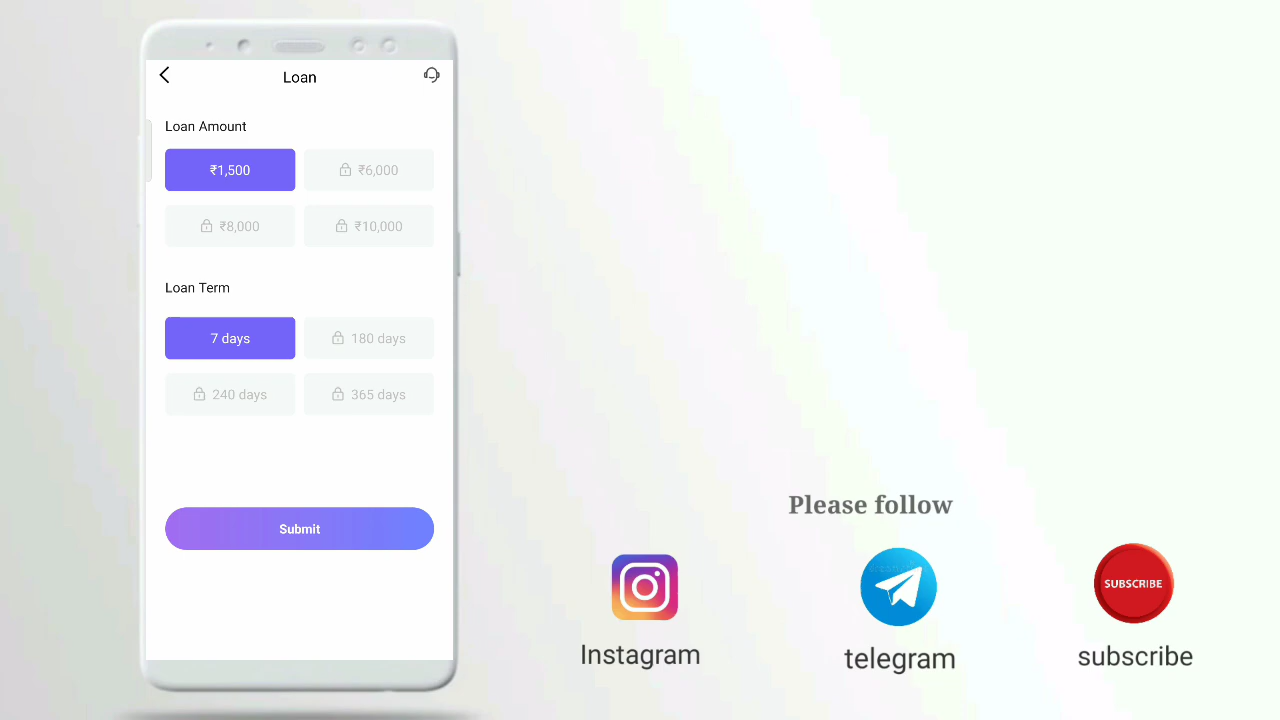 Loan
Loan Amount
₹1,500
₹6,000
₹8,000
₹10,000
Loan Term
7 days
180 days
240 days
365 days
Submit
Please follow
SUBSCRIBE
Instagram
telegram
subscribe